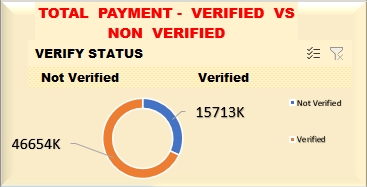 TOTAL PAYMENT - VERIFIED VS
NON VERIFIED
VERIFY STATUS
Not Verified Verified
15713K
46654K
Not Verified
Verified